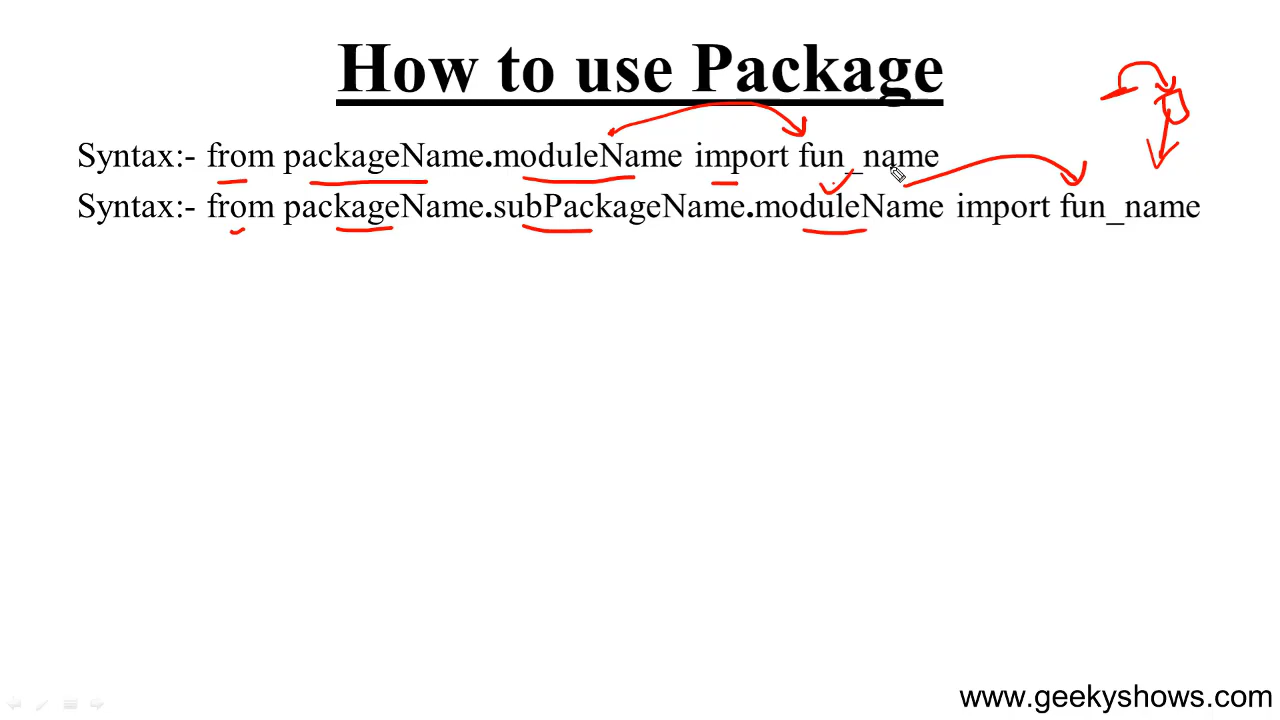 How to use Package
Syntax:- from packageName.moduleName import fun_name
Syntax:- from packageName.subPackageName.moduleName import fun_name
www.geekyshows.com